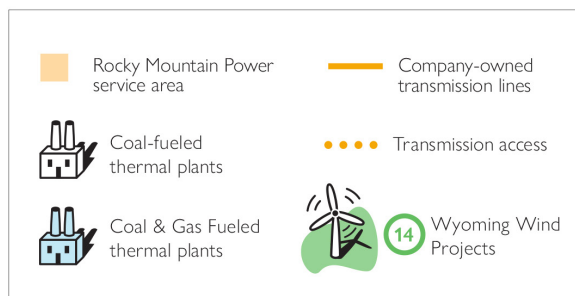 Rocky Mountain Power
service area
Coal-fueled
thermal plants
Coal & Gas Fueled
thermal plants
Company-owned
transmission lines
Transmission access
14
Wyoming Wind
Projects